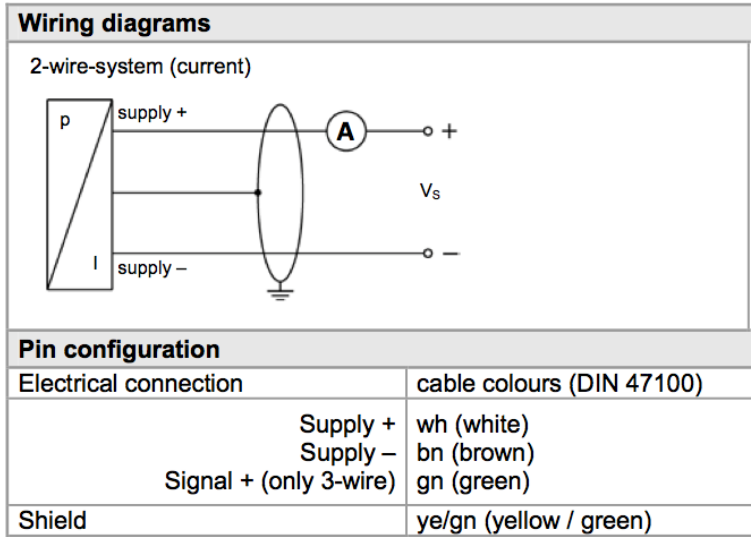 Wiring diagrams
2-wire-system (current)
p
supply +
A
+
Vs
I
supply –
–
Pin configuration
Electrical connection cable colours (DIN 47100)
Supply + wh (white)
Supply – bn (brown)
Signal + (only 3-wire) gn (green)
Shield ye/gn (yellow / green)